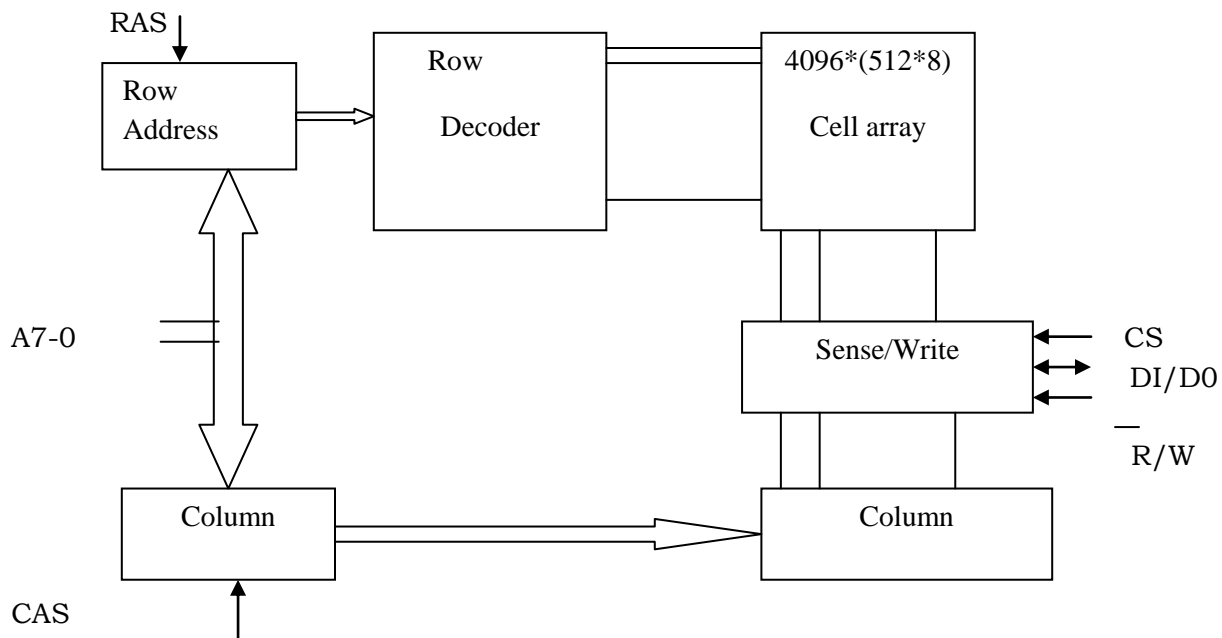 RAS
Row
Address
Row
Decoder
4096*(512*8)
Cell array
A7-0
Sense/Write
CS
DI/D0
R/W
Column
Column
CAS